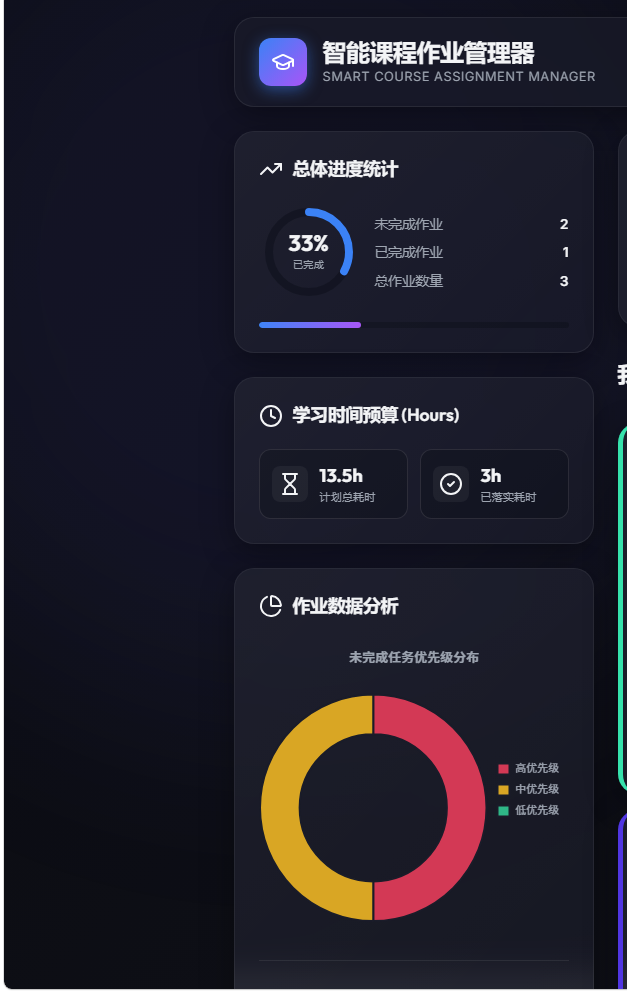 智能课程作业管理器
SMART COURSE ASSIGNMENT MANAGER
总体进度统计
33%
已完成
未完成作业 2
已完成作业 1
总作业数量 3
学习时间预算 (Hours)
13.5h
计划总耗时
3h
已落实耗时
作业数据分析
未完成任务优先级分布
高优先级
中优先级
低优先级